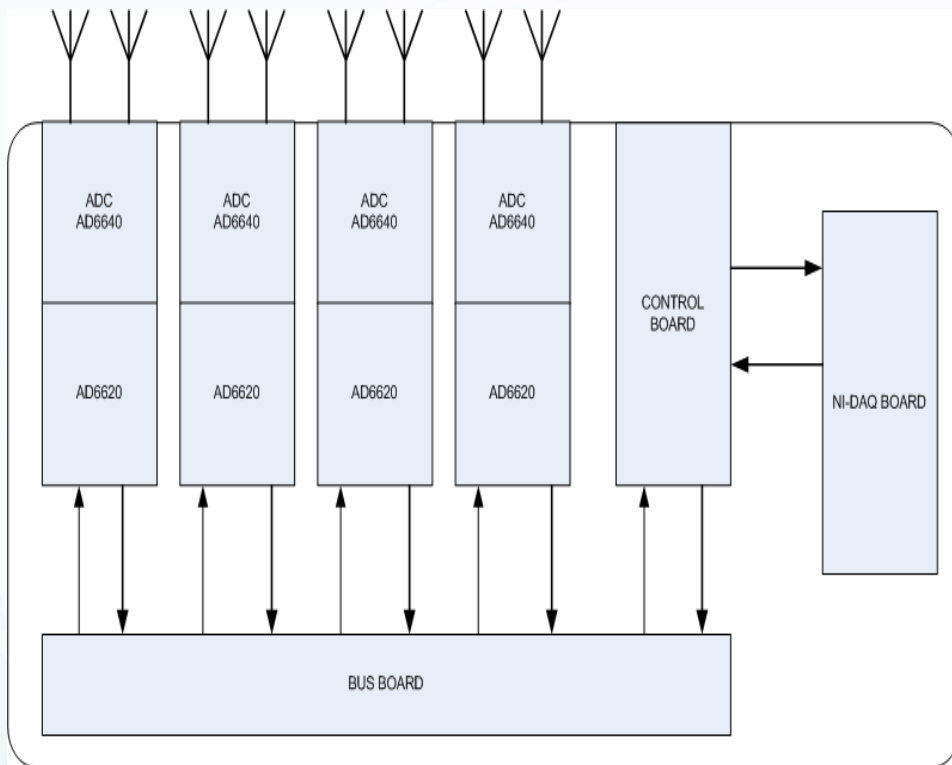 ADC
AD6640
ADC
AD6640
ADC
AD6640
ADC
AD6640
CONTROL
BOARD
AD6620
AD6620
AD6620
AD6620
NI-DAQ BOARD
BUS BOARD